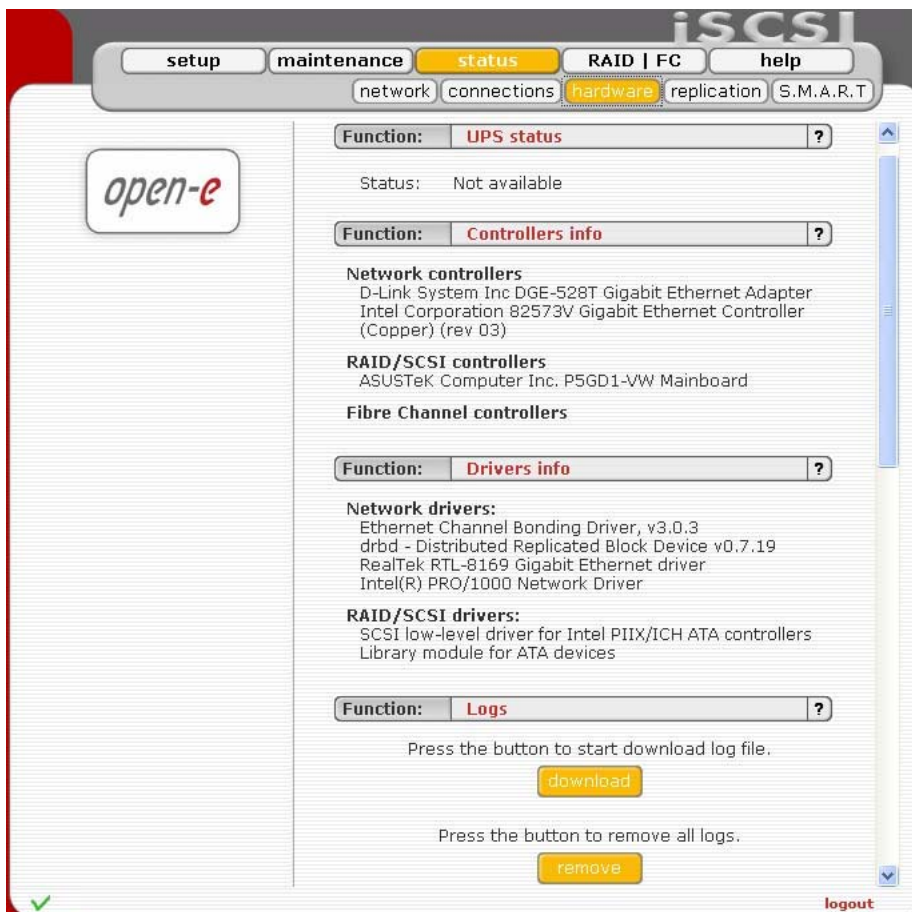 iSCSI
setup maintenance status RAID | FC help
network connections hardware replication S.M.A.R.T
open-e
Function: UPS status ?
Status: Not available
Function: Controllers info ?
Network controllers
D-Link System Inc DGE-528T Gigabit Ethernet Adapter
Intel Corporation 82573V Gigabit Ethernet Controller
(Copper) (rev 03)
RAID/SCSI controllers
ASUSTeK Computer Inc. P5GD1-VW Mainboard
Fibre Channel controllers
Function: Drivers info ?
Network drivers:
Ethernet Channel Bonding Driver, v3.0.3
drbd - Distributed Replicated Block Device v0.7.19
RealTek RTL-8169 Gigabit Ethernet driver
Intel(R) PRO/1000 Network Driver
RAID/SCSI drivers:
SCSI low-level driver for Intel PIIX/ICH ATA controllers
Library module for ATA devices
Function: Logs ?
Press the button to start download log file.
download
Press the button to remove all logs.
remove
logout